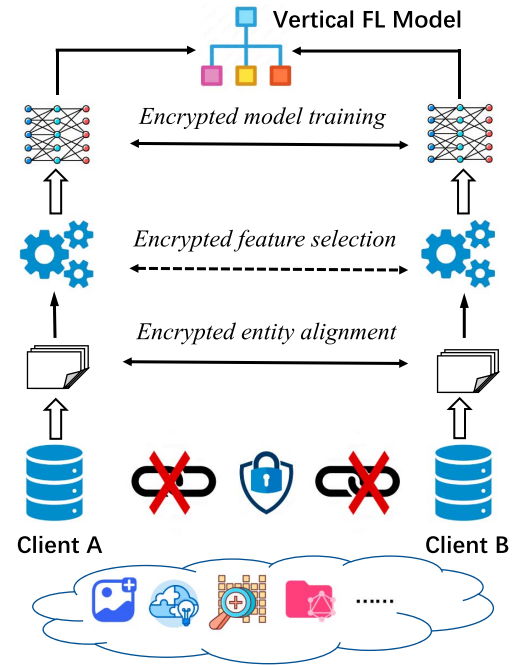 Vertical FL Model
Encrypted model training
Encrypted feature selection
Encrypted entity alignment
Client A
Client B
......